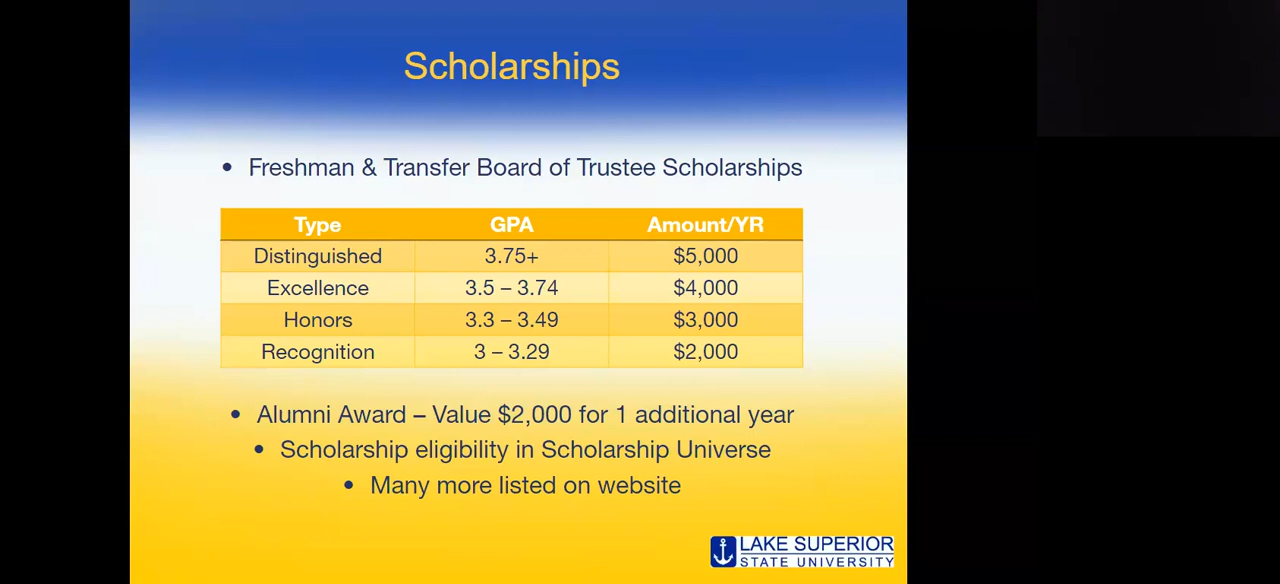 Scholarships
• Freshman & Transfer Board of Trustee Scholarships
Type GPA Amount/YR
Distinguished 3.75+ $5,000
Excellence 3.5 – 3.74 $4,000
Honors 3.3 – 3.49 $3,000
Recognition 3 – 3.29 $2,000
• Alumni Award – Value $2,000 for 1 additional year
• Scholarship eligibility in Scholarship Universe
• Many more listed on website
LAKE SUPERIOR
STATE UNIVERSITY